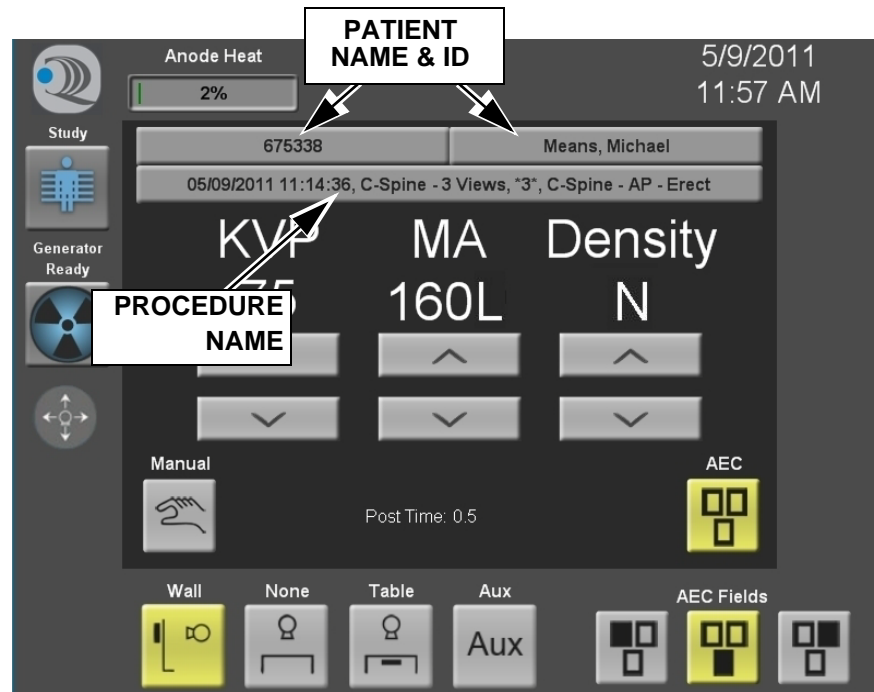 PATIENT
NAME & ID
Anode Heat
5/9/2011
2%
11:57 AM
Study
675338
Means, Michael
05/09/2011 11:14:36, C-Spine - 3 Views, *3*, C-Spine - AP - Erect
Generator
Ready
KVP
MA
Density
75
160L
N
PROCEDURE
NAME
Manual
AEC
Post Time: 0.5
Wall
None
Table
Aux
AEC Fields
Aux